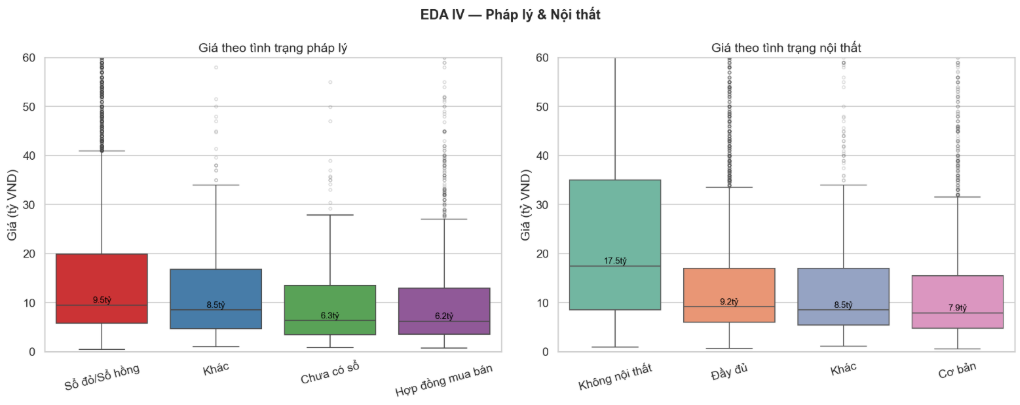 EDA IV — Pháp lý & Nội thất
Giá theo tình trạng pháp lý
Giá (tỷ VND)
60
50
40
30
20
10
0
9.5tỷ
8.5tỷ
6.3tỷ
6.2tỷ
Sổ đỏ/Sổ hồng
Khác
Chưa có sổ
Hợp đồng mua bán
Giá theo tình trạng nội thất
Giá (tỷ VND)
60
50
40
30
20
10
0
17.5tỷ
9.2tỷ
8.5tỷ
7.9tỷ
Không nội thất
Đầy đủ
Khác
Cơ bản